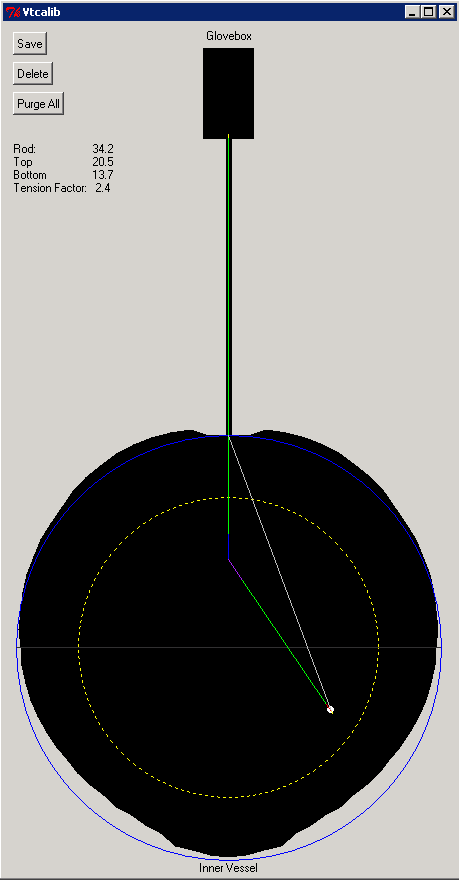 Vtcalib
Save
Glovebox
Delete
Purge All
Rod: 34.2
Top 20.5
Bottom 13.7
Tension Factor: 2.4
Inner Vessel